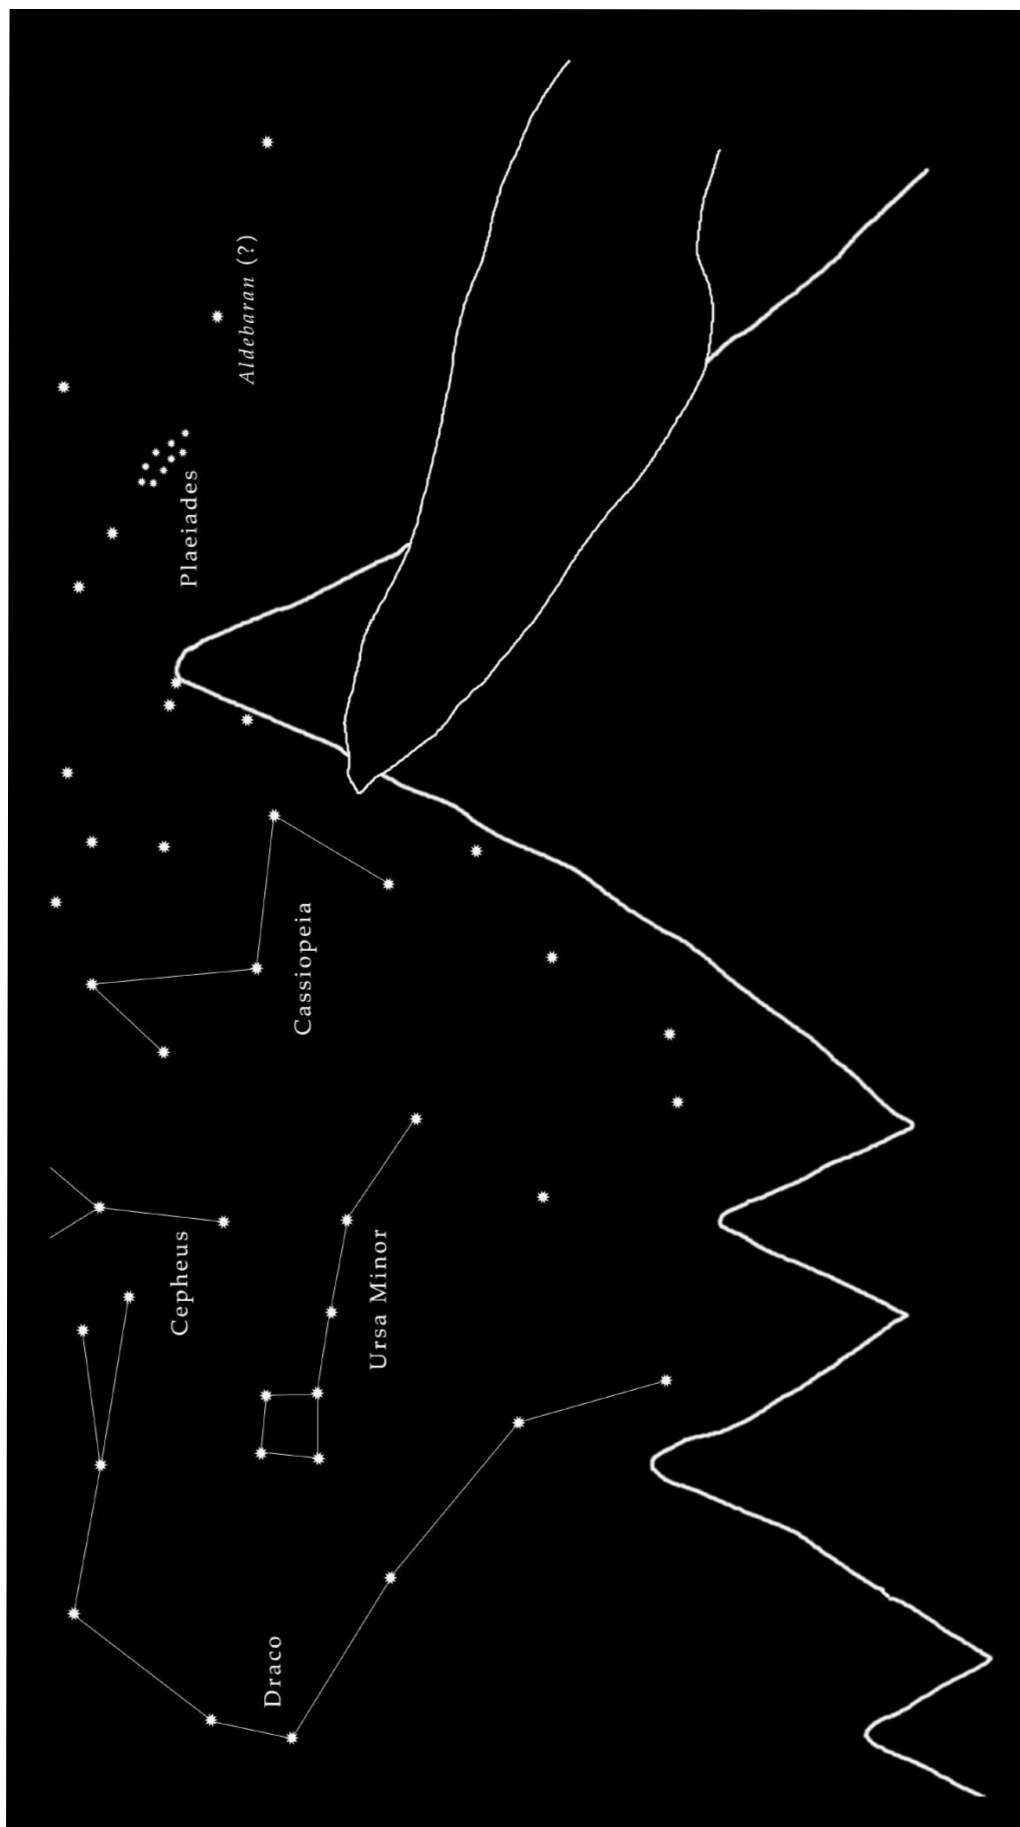 Draco
Cepheus
Ursa Minor
Cassiopeia
Plaeiades
Aldebaran (?)